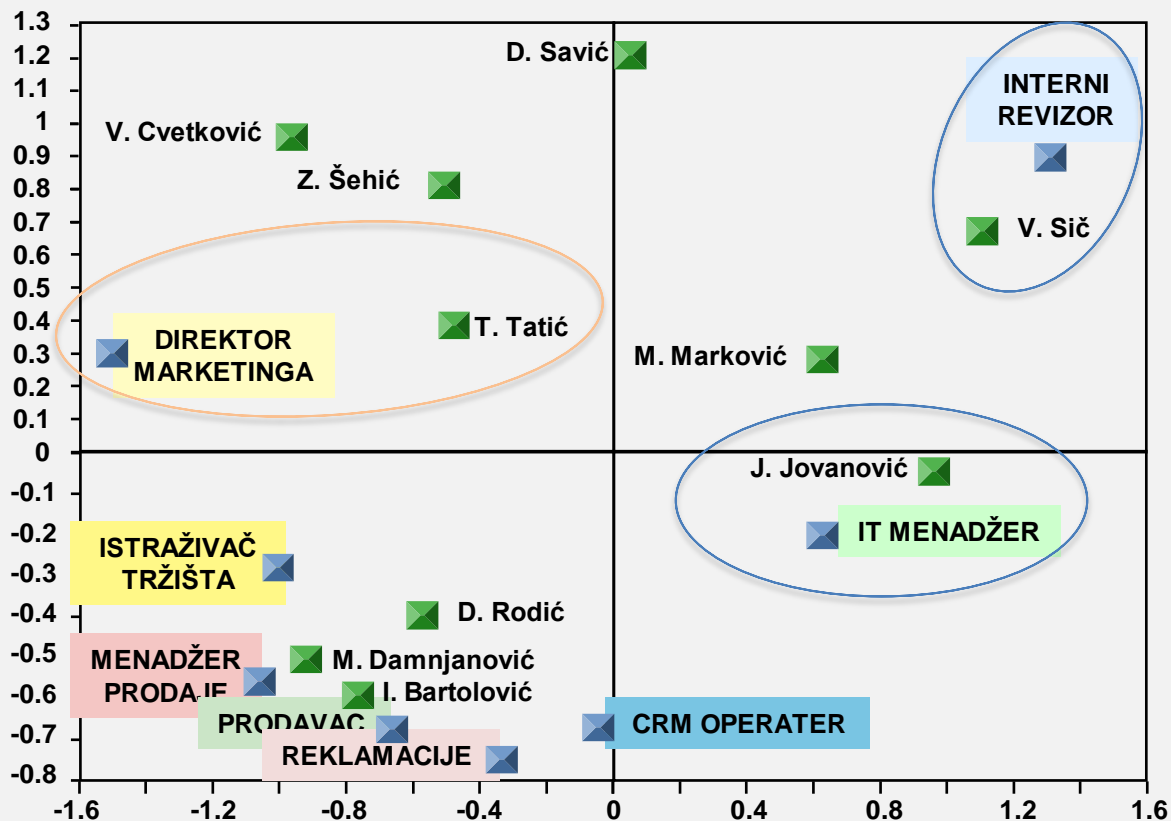 1.3
1.2
1.1
1
0.9
0.8
0.7
0.6
0.5
0.4
0.3
0.2
0.1
0
-0.1
-0.2
-0.3
-0.4
-0.5
-0.6
-0.7
-0.8
D. Savić
INTERNI
REVIZOR
V. Cvetković
Z. Šehić
V. Sič
T. Tatić
DIREKTOR
MARKETINGA
M. Marković
J. Jovanović
IT MENADŽER
ISTRAŽIVAČ
TRŽIŠTA
D. Rodić
MENADŽER
PRODAJE
M. Damnjanović
I. Bartolović
PRODAVAC
CRM OPERATER
REKLAMACIJE
-1.6 -1.2 -0.8 -0.4 0 0.4 0.8 1.2 1.6